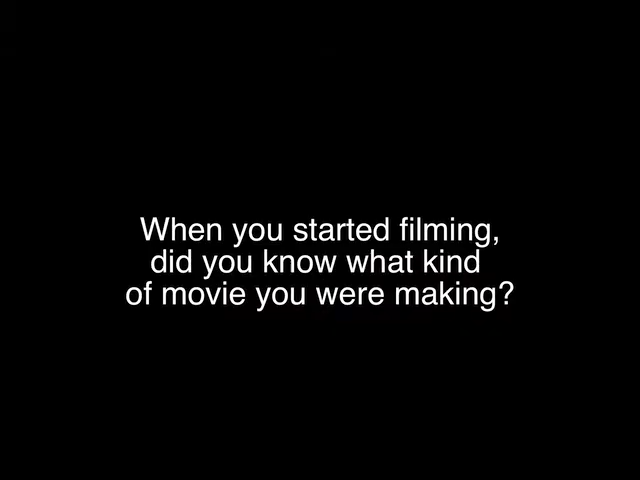 When you started filming,
did you know what kind
of movie you were making?